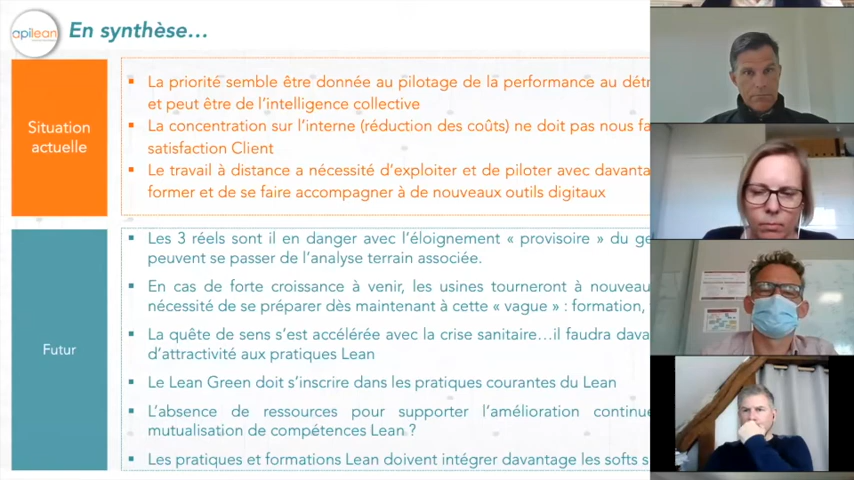 apilean
En synthèse…
Situation
actuelle
▪ La priorité semble être donnée au pilotage de la performance au
et peut être de l'intelligence collective
▪ La concentration sur l'interne (réduction des coûts) ne doit pas nous
satisfaction Client
▪ Le travail à distance a nécessité d'exploiter et de piloter avec
former et de se faire accompagner à de nouveaux outils digitaux
Futur
▪ Les 3 réels sont il en danger avec l'éloignement « provisoire » du
peuvent se passer de l'analyse terrain associée.
▪ En cas de forte croissance à venir, les usines tourneront à nouveau
nécessité de se préparer dès maintenant à cette « vague » : formation,
▪ La quête de sens s'est accélérée avec la crise sanitaire…il faudra
d'attractivité aux pratiques Lean
▪ Le Lean Green doit s'inscrire dans les pratiques courantes du Lean
▪ L'absence de ressources pour supporter l'amélioration continue
mutualisation de compétences Lean ?
▪ Les pratiques et formations Lean doivent intégrer davantage les softs